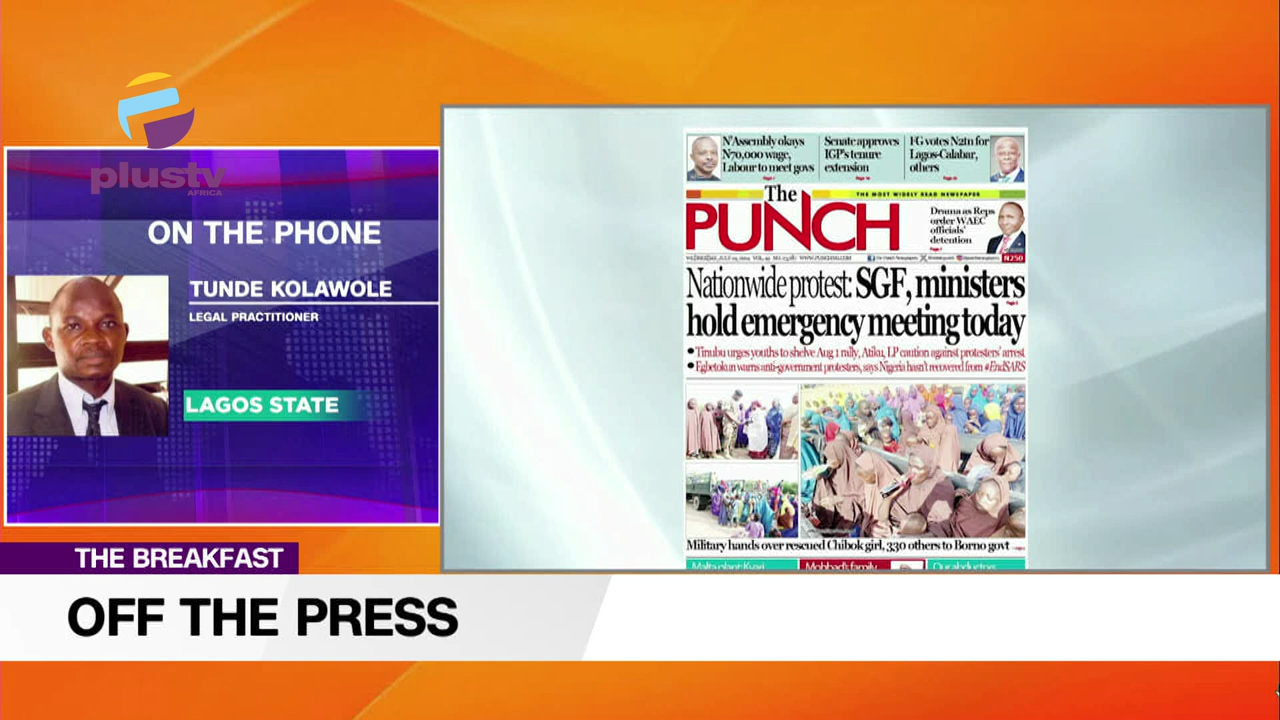 plustv
AFRICA
ON THE PHONE
TUNDE KOLAWOLE
LEGAL PRACTITIONER
LAGOS STATE
N'Assembly okays
N70,000 wage,
Labour to meet govs
Senate approves
IGP's tenure
extension
FG votes N2tn for
Lagos-Calabar,
others
THE MOST WIDELY READ NEWSPAPER
The
PUNCH
Drama as Reps
order WAEC
officials'
detention
N250
Nationwide protest: SGF, ministers
hold emergency meeting today
Tinubu urges youths to shelve Aug 1 rally, Atiku, LP caution against protesters' arrest
Egbetokun warns anti-government protesters, says Nigeria hasn't recovered from #EndSARS
Military hands over rescued Chibok girl, 330 others to Borno govt
Mohbad's family
Our abductors
THE BREAKFAST
OFF THE PRESS